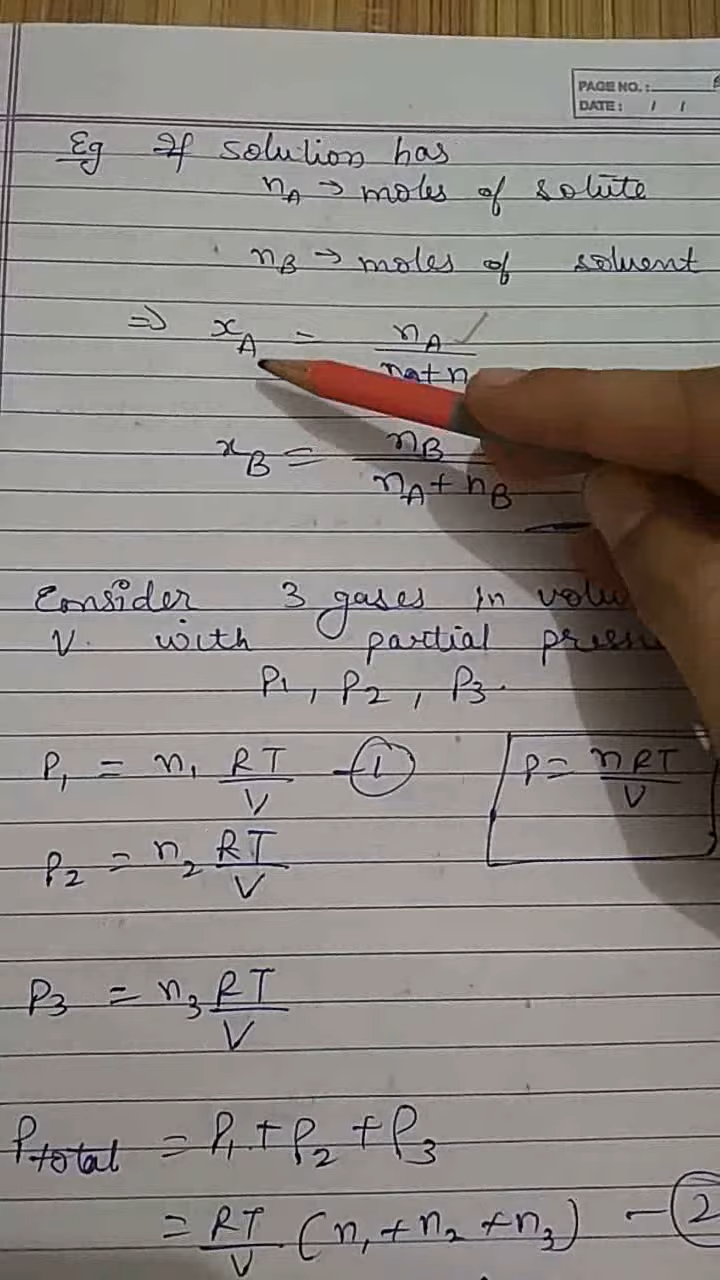 PAGE NO.:
DATE: / /
Eg If solution has
nA → moles of solute
nB → moles of solvent
⇒ xA = nA ✓
nA + n
xB = nB
nA + nB
Consider 3 gases in
V. with partial
P1, P2, P3.
P1 = n1 RT/V — ①
P = nRT/V
P2 = n2 RT/V
P3 = n3 RT/V
Ptotal = P1 + P2 + P3
= RT/V (n1 + n2 + n3) — ②